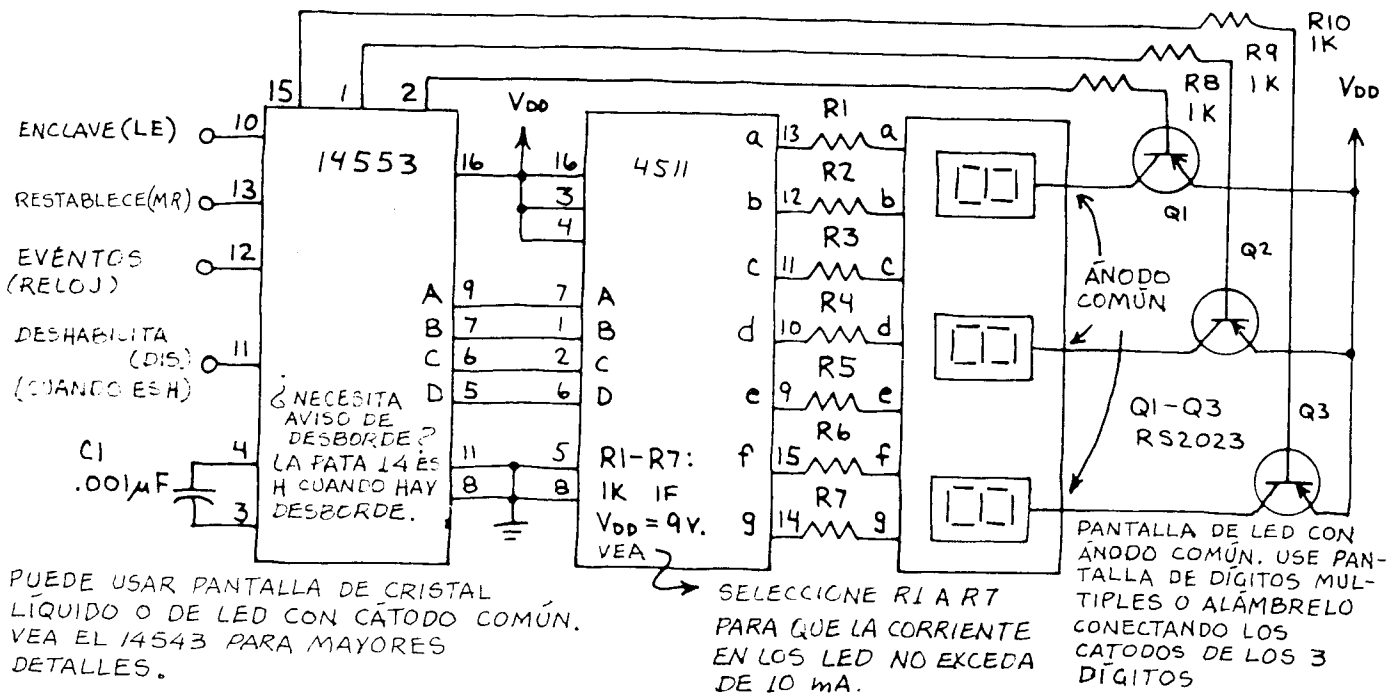 R10
1K
R9
1K
R8
1K
VDD
15
1
2
VDD
ENCLAVE (LE)
10
14553
16
16
4511
RESTABLECE (MR)
13
3
4
EVENTOS
(RELOJ)
12
DESHABILITA
(DIS.)
(CUANDO ES H)
11
A 9
7 A
B 7
1 B
C 6
2 C
D 5
6 D
¿NECESITA
AVISO DE
DESBORDE?
LA PATA 14 ES
H CUANDO HAY
DESBORDE.
11
8
5
8
C1
.001µF
4
3
R1-R7:
1K IF
VDD = 9V.
VEA
a 13 R1 a
b 12 R2 b
c 11 R3 c
d 10 R4 d
e 9 R5 e
f 15 R6 f
g 14 R7 g
Q1
Q2
Q3
ÁNODO
COMÚN
Q1-Q3
RS2023
PUEDE USAR PANTALLA DE CRISTAL
LÍQUIDO O DE LED CON CÁTODO COMÚN.
VEA EL 14543 PARA MAYORES
DETALLES.
SELECCIONE R1 A R7
PARA QUE LA CORRIENTE
EN LOS LED NO EXCEDA
DE 10 mA.
PANTALLA DE LED CON
ÁNODO COMÚN. USE PAN-
TALLA DE DÍGITOS MUL-
TIPLES O ALÁMBRELO
CONECTANDO LOS
CATODOS DE LOS 3
DÍGITOS